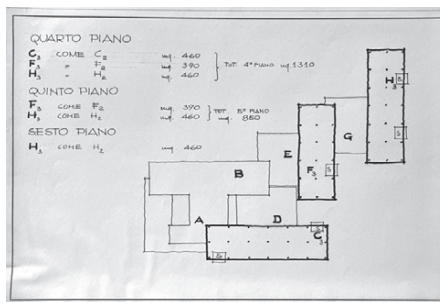 QUARTO PIANO
C3 COME C2 mq. 460
F3 " F2 mq. 390
H3 " H2 mq. 460
TOT. 4° PIANO mq. 1310
QUINTO PIANO
F3 COME F2 mq. 390
H3 COME H2 mq. 460
TOT. 5° PIANO
mq. 850
SESTO PIANO
H3 COME H2 mq 460
H3
S
S
G
E
F3
S
B
A
D
S
C3
S